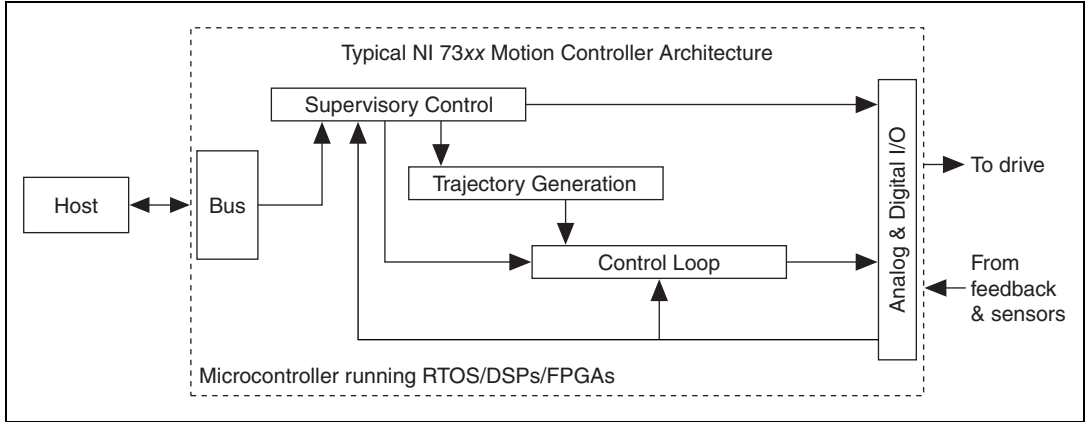 Typical NI 73xx Motion Controller Architecture
Supervisory Control
Trajectory Generation
Host
Bus
Control Loop
Analog & Digital I/O
To drive
From
feedback
& sensors
Microcontroller running RTOS/DSPs/FPGAs